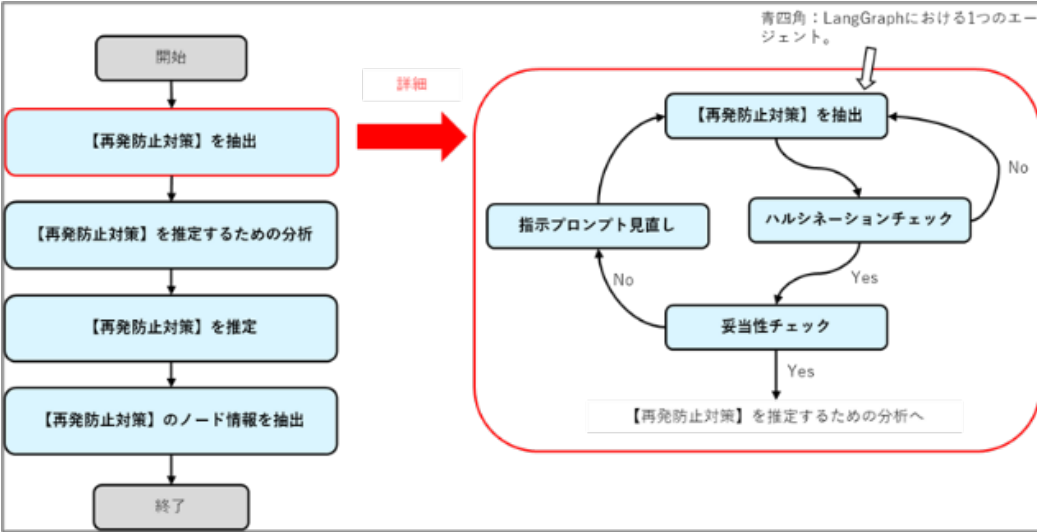 開始
【再発防止対策】を抽出
【再発防止対策】を推定するための分析
【再発防止対策】を推定
【再発防止対策】のノード情報を抽出
終了
詳細
青四角：LangGraphにおける1つのエー
ジェント。
【再発防止対策】を抽出
No
指示プロンプト見直し
ハルシネーションチェック
No
Yes
妥当性チェック
Yes
【再発防止対策】を推定するための分析へ